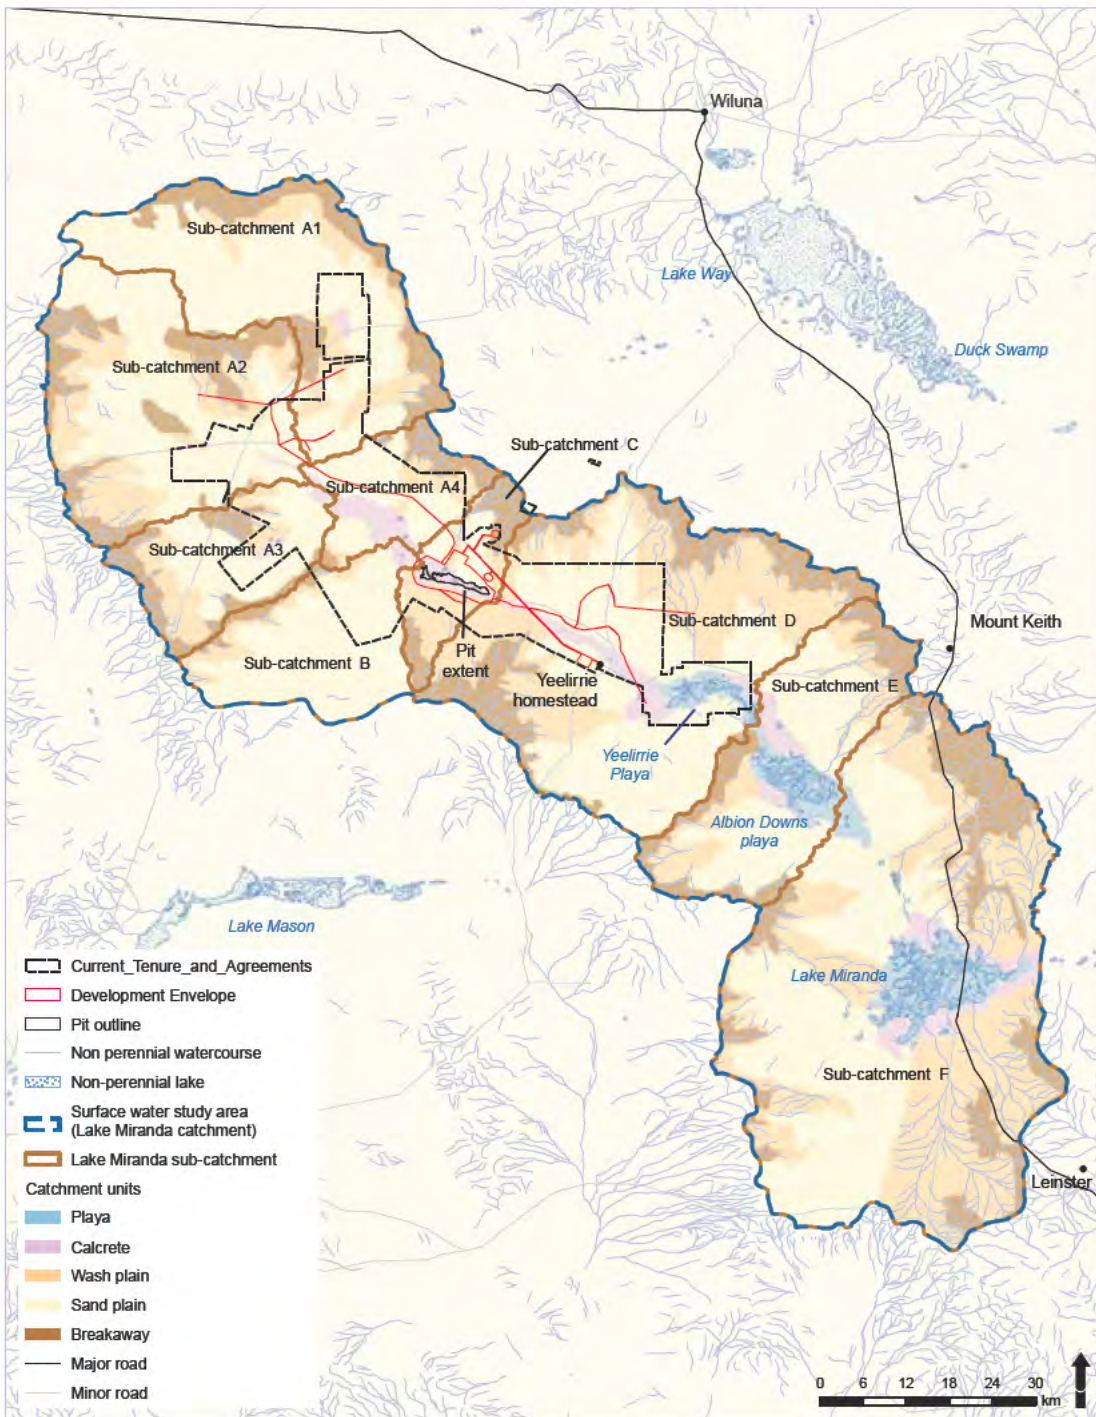 Wiluna
Sub-catchment A1
Lake Way
Duck Swamp
Sub-catchment A2
Sub-catchment C
Sub-catchment A4
Sub-catchment A3
Sub-catchment D
Mount Keith
Sub-catchment B
Pit
extent
Yeelirrie
homestead
Sub-catchment E
Yeelirrie
Playa
Albion Downs
playa
Lake Mason
Lake Miranda
Sub-catchment F
Leinster
Current_Tenure_and_Agreements
Development Envelope
Pit outline
Non perennial watercourse
Non-perennial lake
Surface water study area
(Lake Miranda catchment)
Lake Miranda sub-catchment
Catchment units
Playa
Calcrete
Wash plain
Sand plain
Breakaway
Major road
Minor road
0 6 12 18 24 30
km